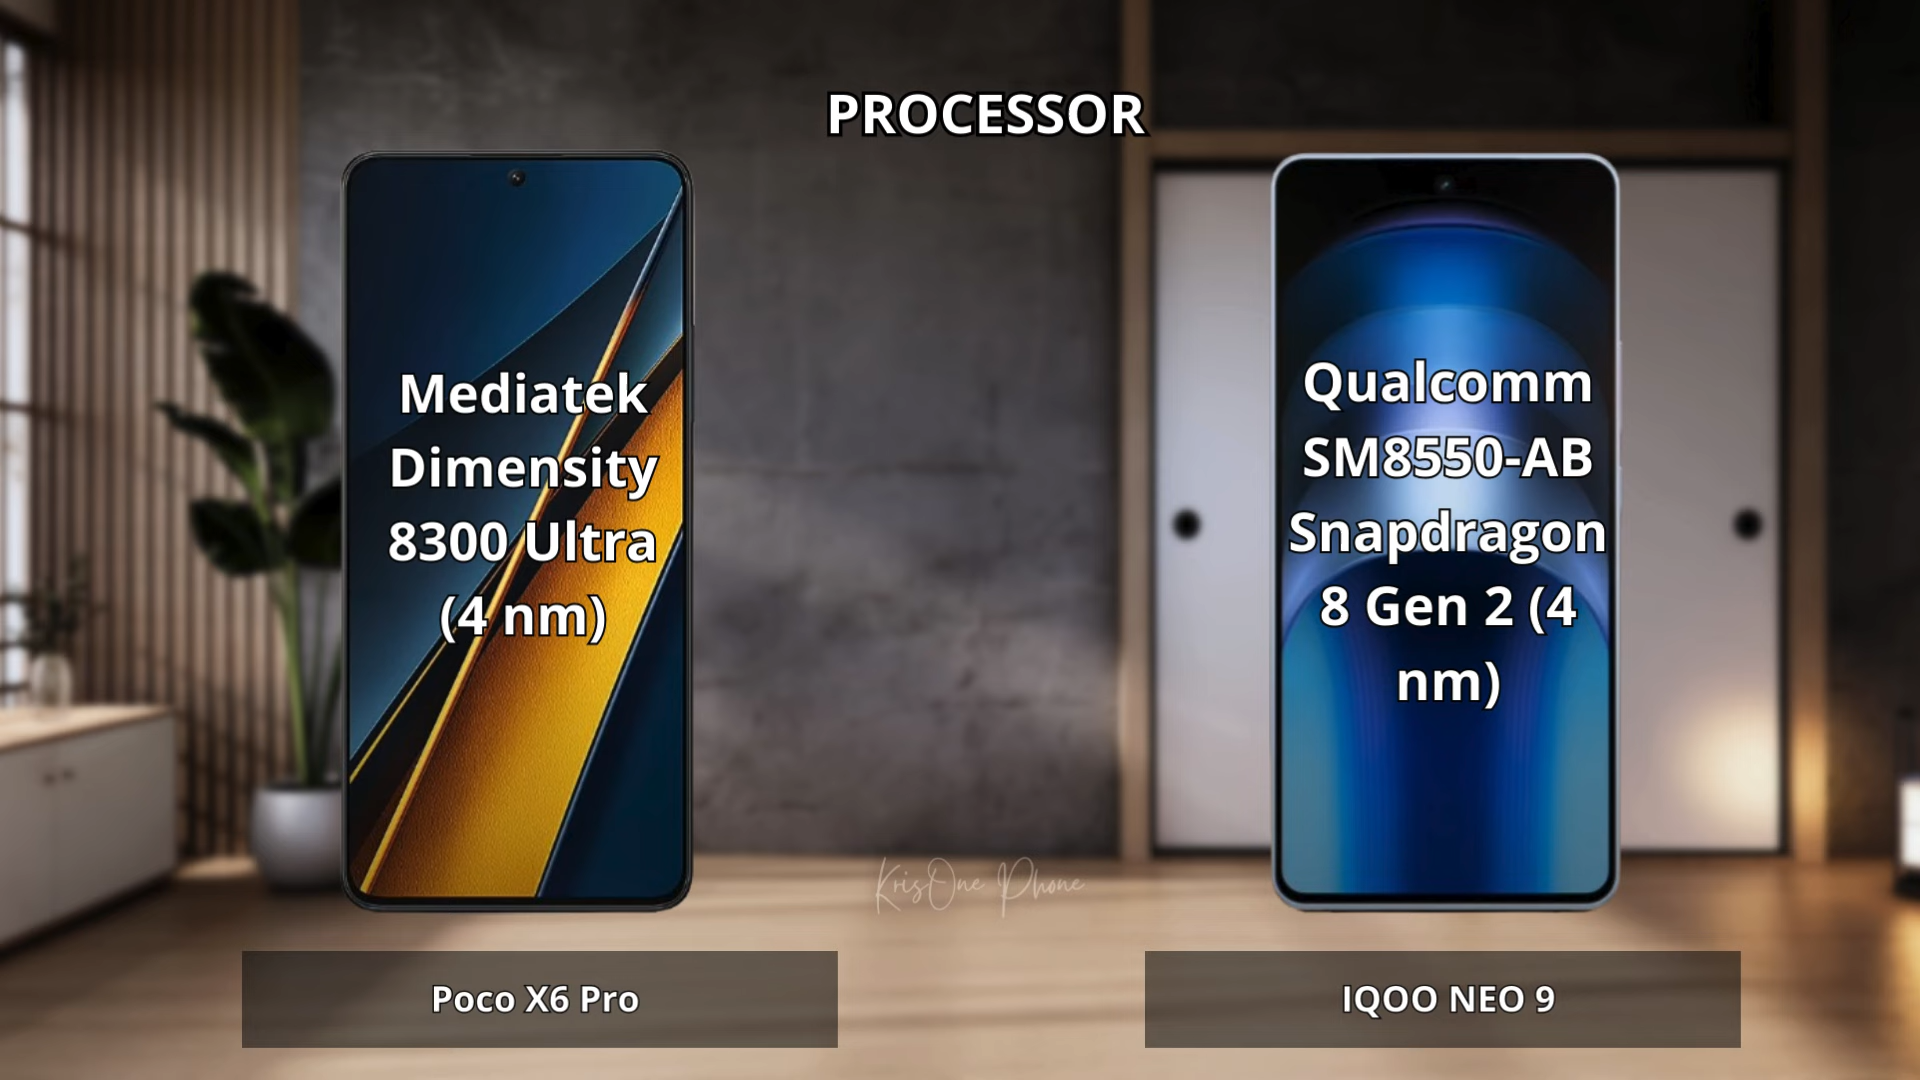 PROCESSOR
Mediatek
Dimensity
8300 Ultra
(4 nm)
Qualcomm
SM8550-AB
Snapdragon
8 Gen 2 (4
nm)
KrisOne Phone
Poco X6 Pro
IQOO NEO 9